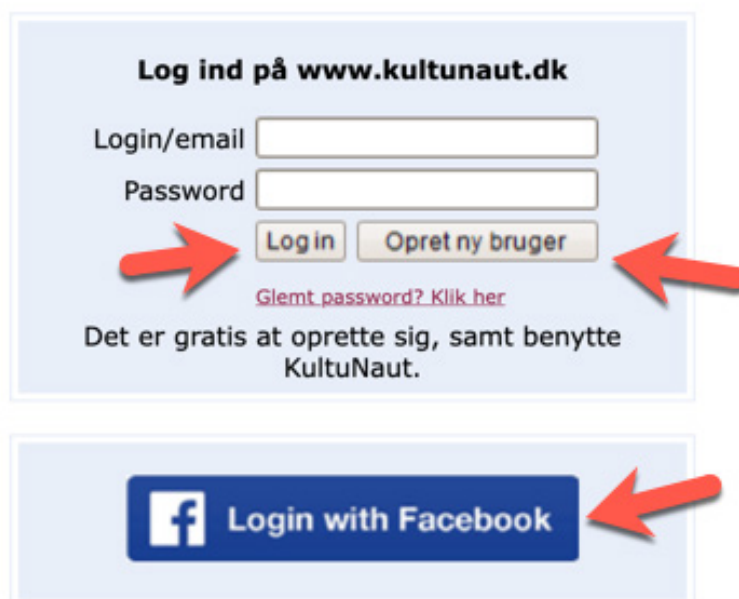 Log ind på www.kultunaut.dk
Login/email
Password
Log in Opret ny bruger
Glemt password? Klik her
Det er gratis at oprette sig, samt benytte
KultuNaut.
f Login with Facebook